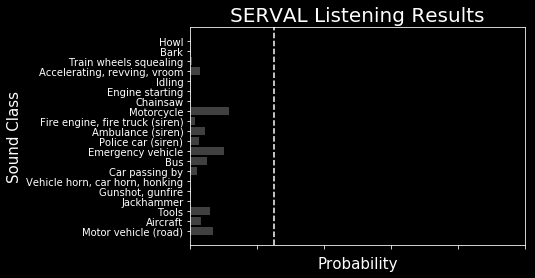 SERVAL Listening Results
Howl
Bark
Train wheels squealing
Accelerating, revving, vroom
Idling
Engine starting
Chainsaw
Motorcycle
Fire engine, fire truck (siren)
Ambulance (siren)
Police car (siren)
Emergency vehicle
Bus
Car passing by
Vehicle horn, car horn, honking
Gunshot, gunfire
Jackhammer
Tools
Aircraft
Motor vehicle (road)
Sound Class
Probability